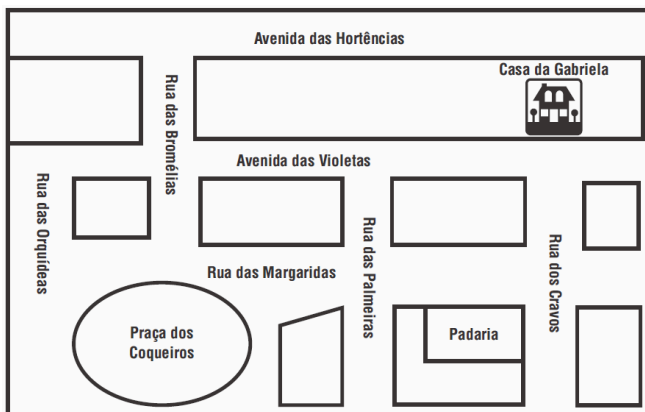 Avenida das Hortências
Casa da Gabriela
Rua das Bromélias
Avenida das Violetas
Rua das Orquídeas
Rua das Palmeiras
Rua dos Cravos
Rua das Margaridas
Praça dos
Coqueiros
Padaria